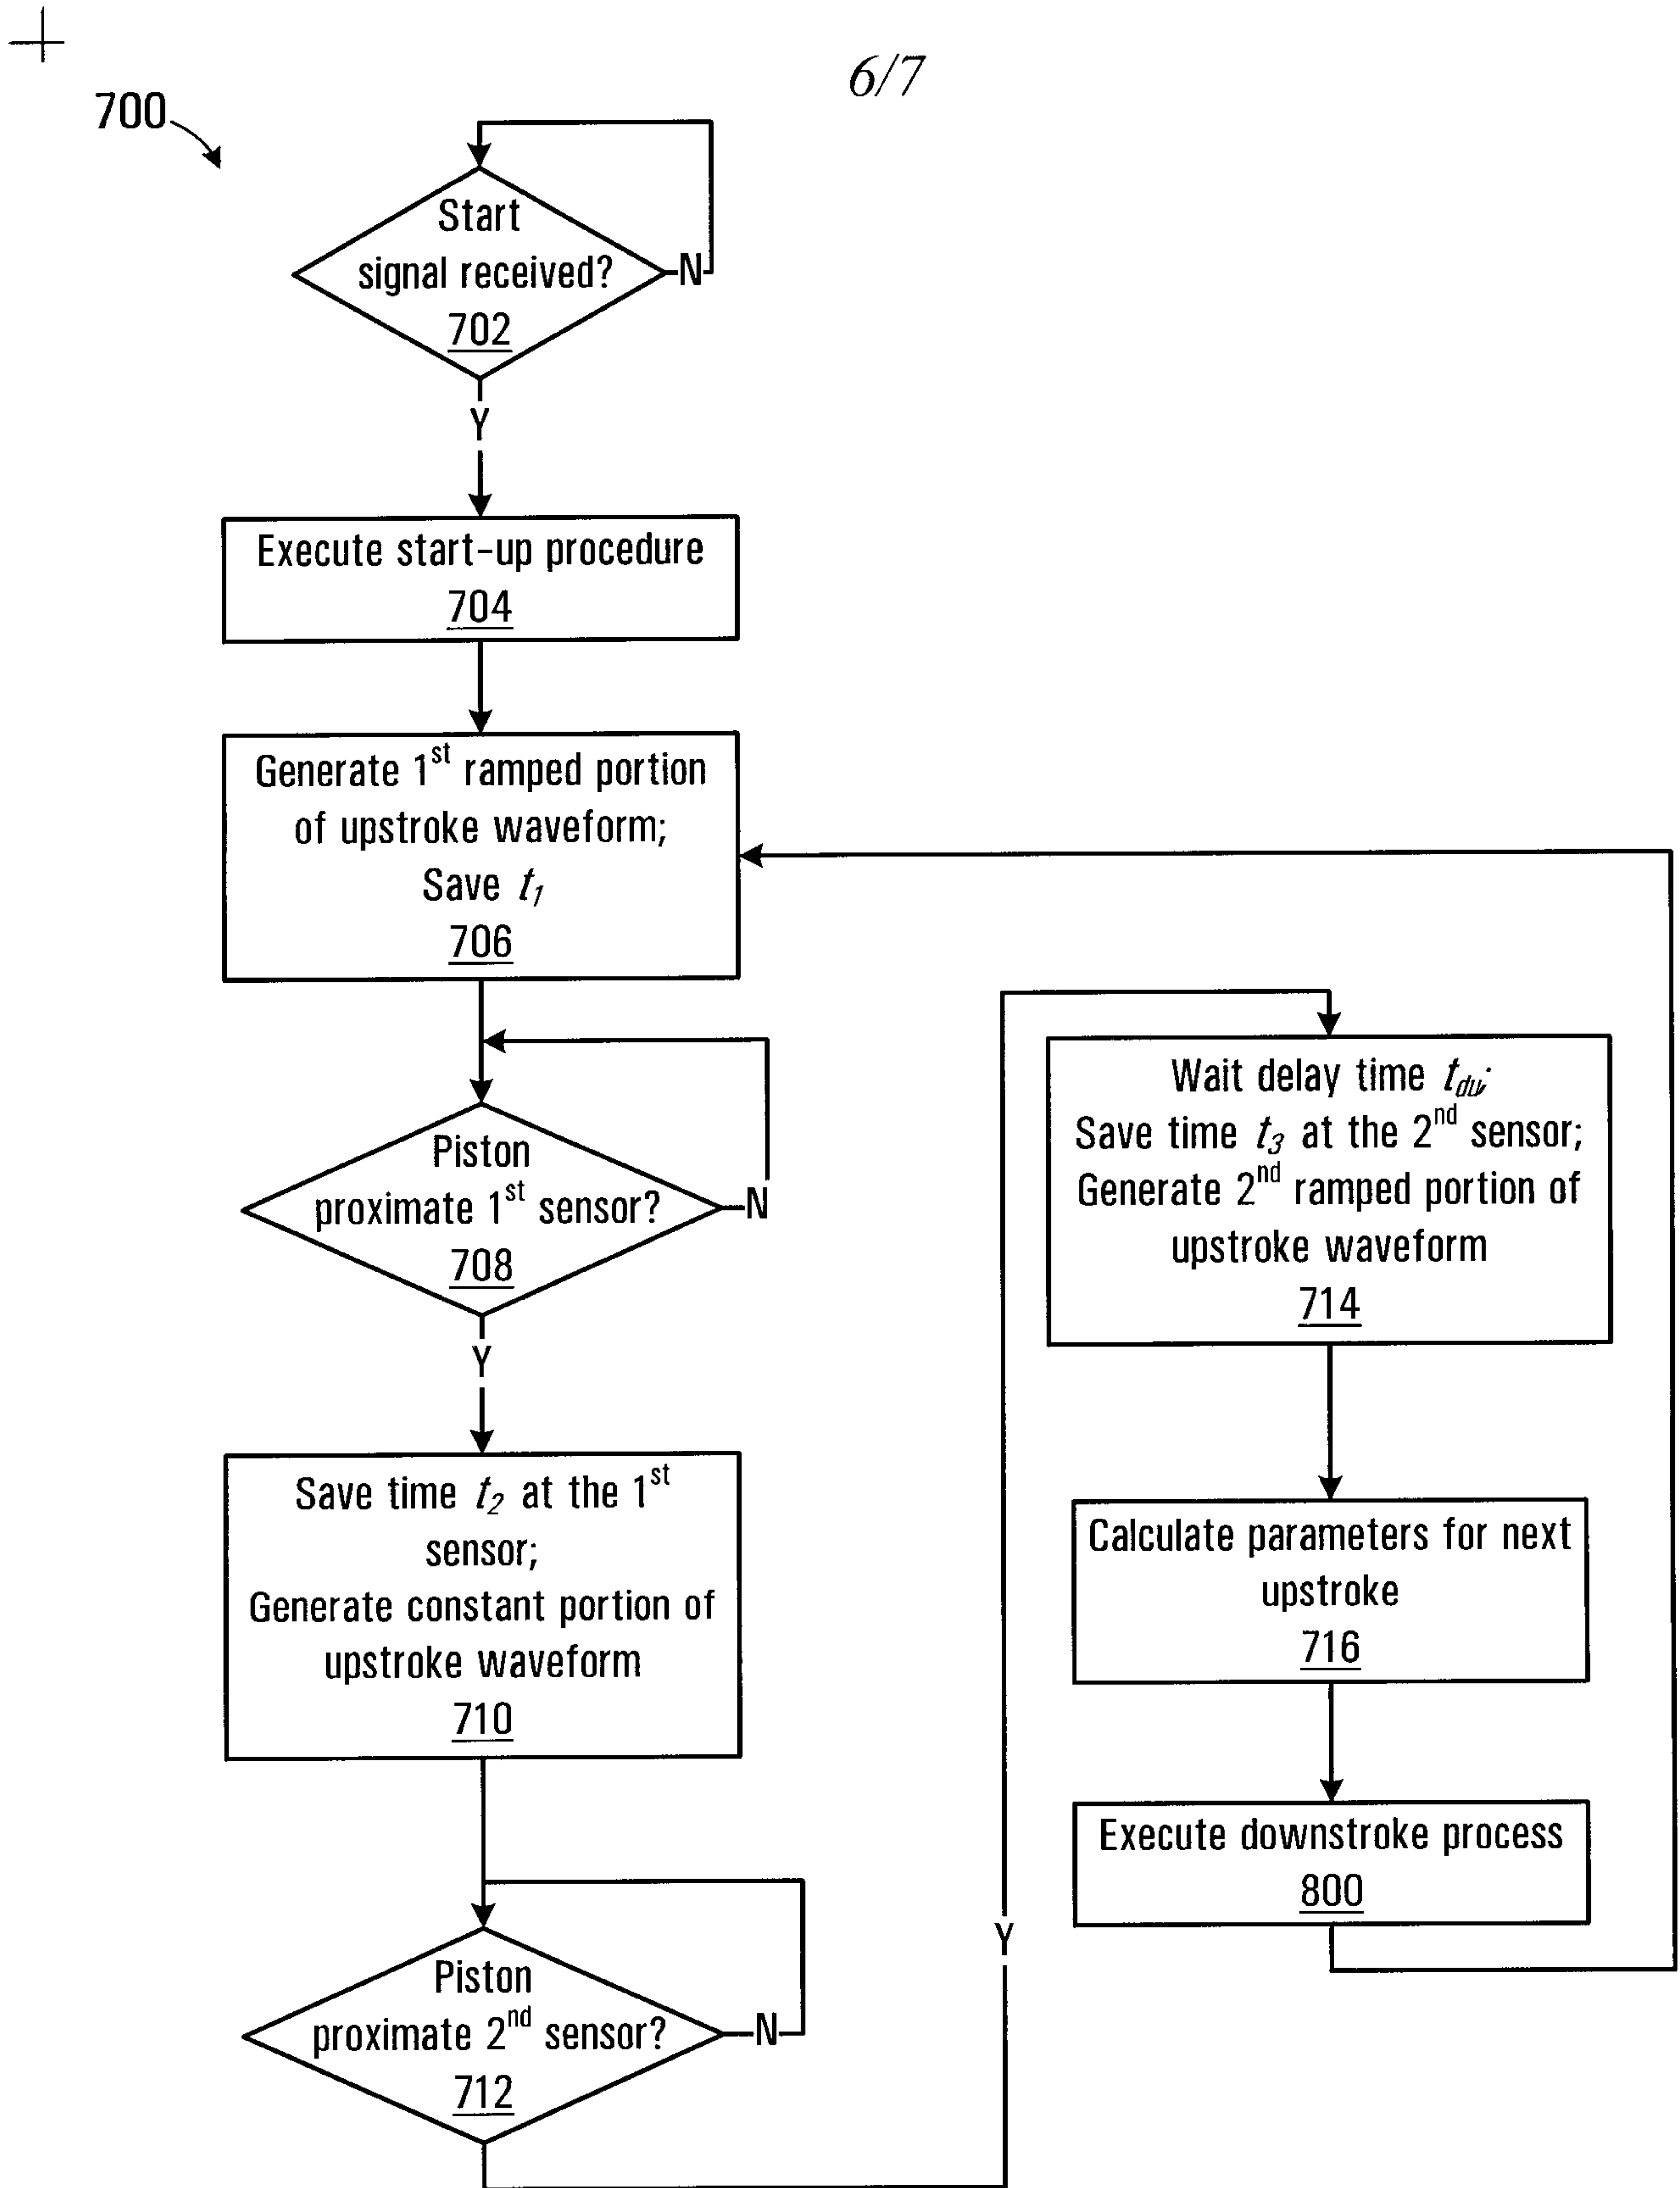 6/7
700
Start
signal received?
702
N
Y
Execute start-up procedure
704
Generate 1st ramped portion
of upstroke waveform;
Save t1
706
Piston
proximate 1st sensor?
708
N
Y
Save time t2 at the 1st
sensor;
Generate constant portion of
upstroke waveform
710
Piston
proximate 2nd sensor?
712
N
Y
Wait delay time tdu;
Save time t3 at the 2nd sensor;
Generate 2nd ramped portion of
upstroke waveform
714
Calculate parameters for next
upstroke
716
Execute downstroke process
800